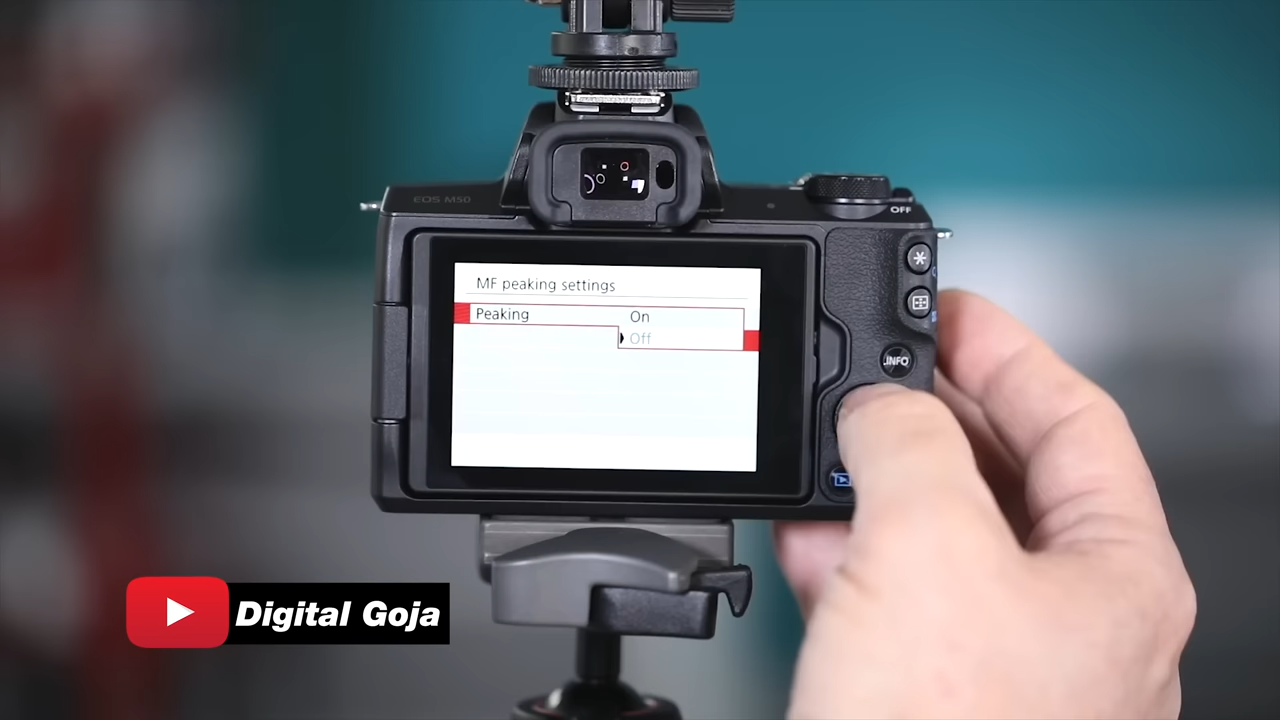 EOS M50
OFF
MF peaking settings
Peaking
On
Off
INFO
Digital Goja